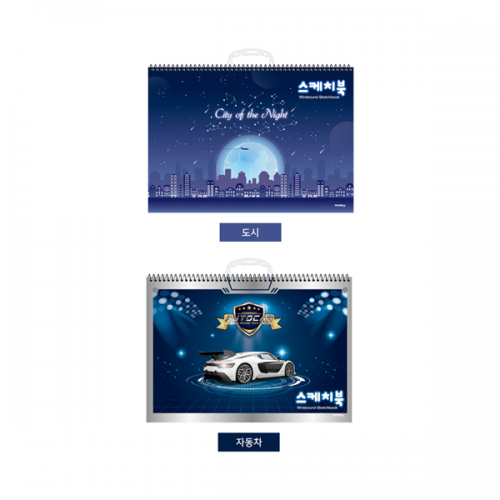 스케치북
Wirebound Sketchbook
City of the Night
도시
AUTOCAR
스케치북
Wirebound Sketchbook
자동차